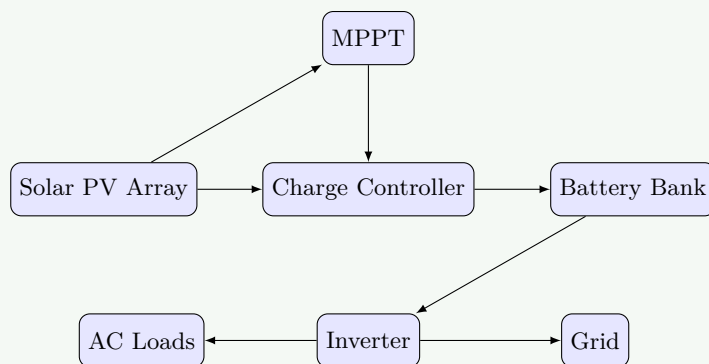 MPPT
Solar PV Array
Charge Controller
Battery Bank
AC Loads
Inverter
Grid